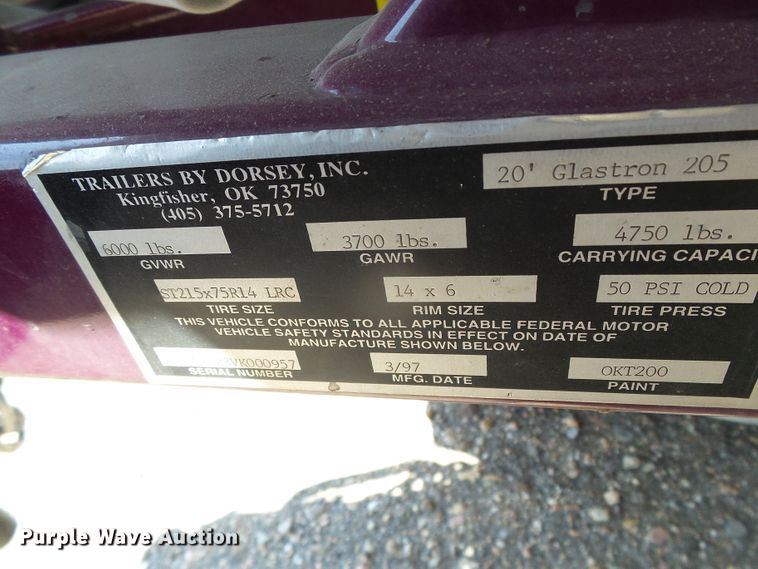 TRAILERS BY DORSEY, INC.
Kingfisher, OK 73750
(405) 375-5712
20' Glastron 205
TYPE
6000 lbs.
GVWR
3700 lbs.
GAWR
4750 lbs.
CARRYING CAPACI
ST215x75R14 LRC
TIRE SIZE
14 x 6
RIM SIZE
50 PSI COLD
TIRE PRESS
THIS VEHICLE CONFORMS TO ALL APPLICABLE FEDERAL MOTOR
VEHICLE SAFETY STANDARDS IN EFFECT ON DATE OF
MANUFACTURE SHOWN BELOW.
VK000957
SERIAL NUMBER
3/97
MFG. DATE
OKT200
PAINT
Purple Wave Auction